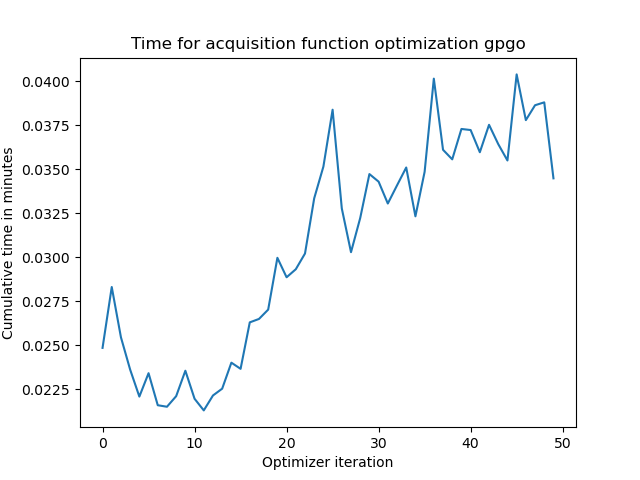 Time for acquisition function optimization gpgo
Cumulative time in minutes
0.0400
0.0375
0.0350
0.0325
0.0300
0.0275
0.0250
0.0225
0 10 20 30 40 50
Optimizer iteration